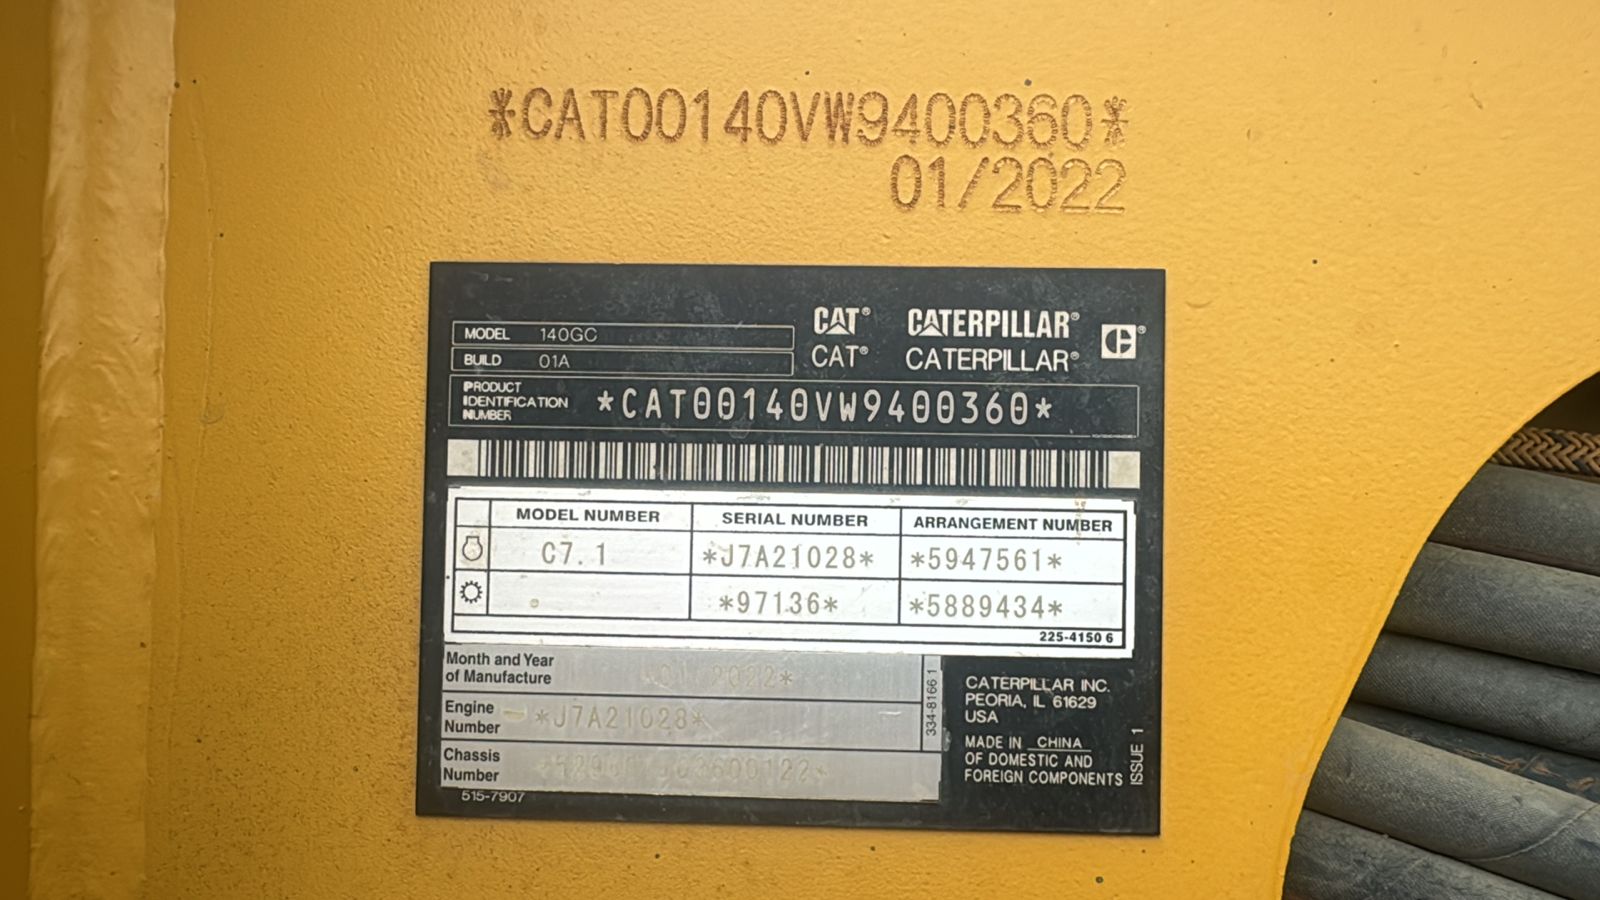 *CAT00140VW9400360*
01/2022
MODEL 140GC
BUILD 01A
CAT® CATERPILLAR®
CAT® CATERPILLAR®
PRODUCT IDENTIFICATION NUMBER *CAT00140VW9400360*
MODEL NUMBER SERIAL NUMBER ARRANGEMENT NUMBER
C7.1 *J7A21028* *5947561*
*97136* *5889434*
225-4150 6
Month and Year of Manufacture 2022*
Engine Number *J7A21028*
Chassis Number
334-8166 1
515-7907
CATERPILLAR INC.
PEORIA, IL 61629
USA
MADE IN CHINA
OF DOMESTIC AND
FOREIGN COMPONENTS
ISSUE 1